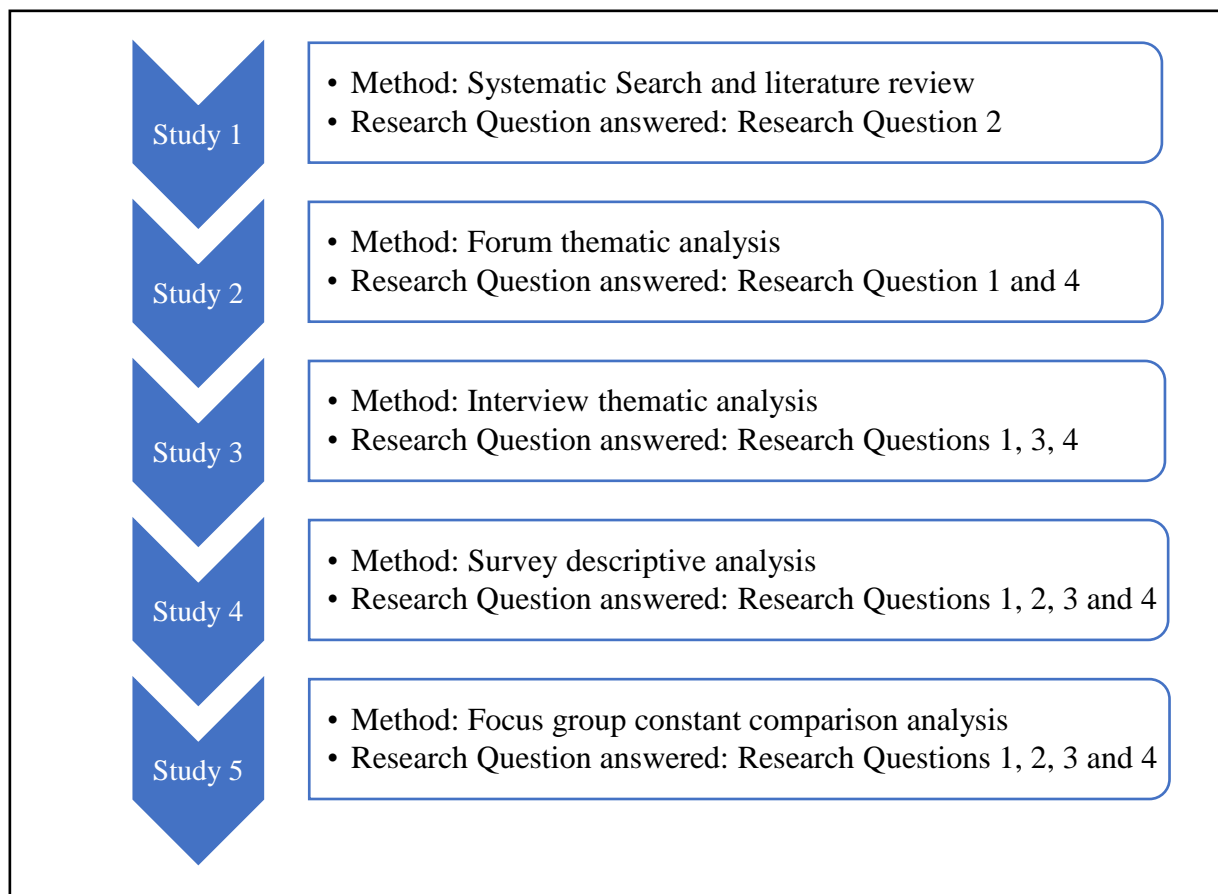 Study 1
• Method: Systematic Search and literature review
• Research Question answered: Research Question 2
Study 2
• Method: Forum thematic analysis
• Research Question answered: Research Question 1 and 4
Study 3
• Method: Interview thematic analysis
• Research Question answered: Research Questions 1, 3, 4
Study 4
• Method: Survey descriptive analysis
• Research Question answered: Research Questions 1, 2, 3 and 4
Study 5
• Method: Focus group constant comparison analysis
• Research Question answered: Research Questions 1, 2, 3 and 4